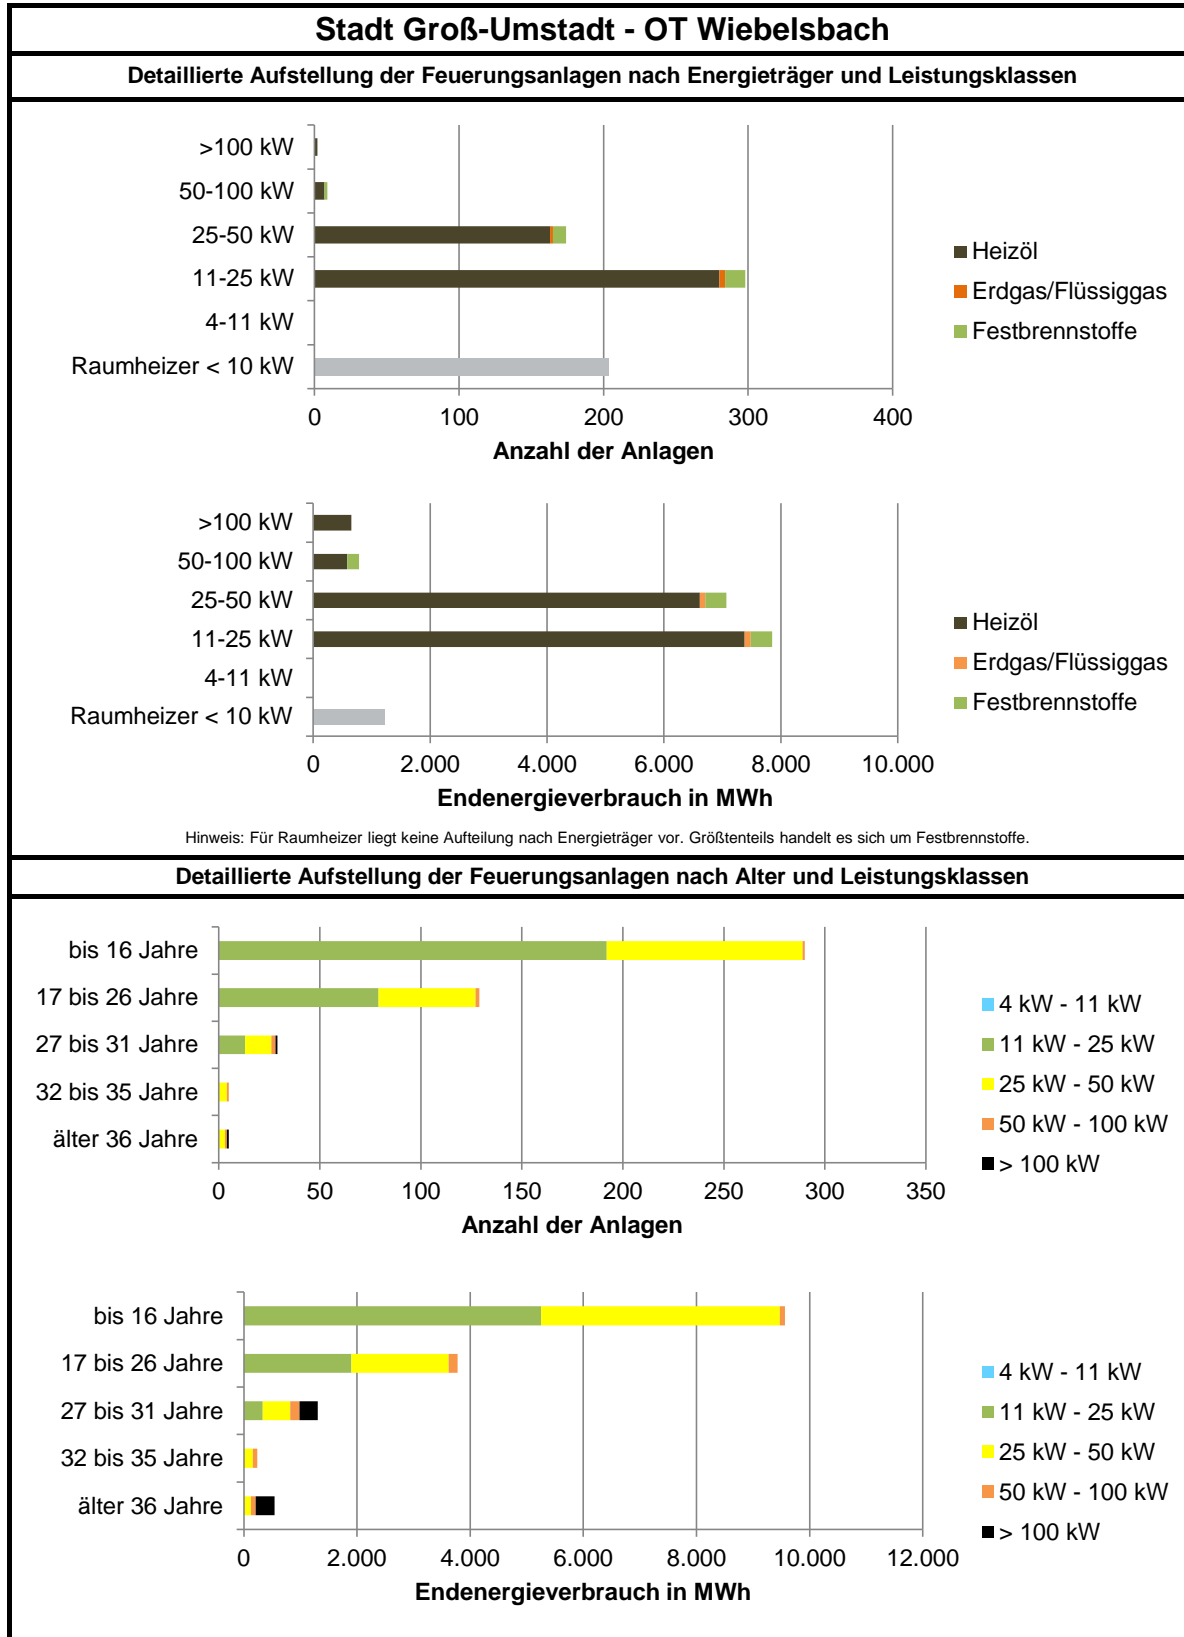 Stadt Groß-Umstadt - OT Wiebelsbach
Detaillierte Aufstellung der Feuerungsanlagen nach Energieträger und Leistungsklassen
>100 kW
50-100 kW
25-50 kW
11-25 kW
4-11 kW
Raumheizer < 10 kW
0 100 200 300 400
Anzahl der Anlagen
Heizöl
Erdgas/Flüssiggas
Festbrennstoffe
>100 kW
50-100 kW
25-50 kW
11-25 kW
4-11 kW
Raumheizer < 10 kW
0 2.000 4.000 6.000 8.000 10.000
Endenergieverbrauch in MWh
Heizöl
Erdgas/Flüssiggas
Festbrennstoffe
Hinweis: Für Raumheizer liegt keine Aufteilung nach Energieträger vor. Größtenteils handelt es sich um Festbrennstoffe.
Detaillierte Aufstellung der Feuerungsanlagen nach Alter und Leistungsklassen
bis 16 Jahre
17 bis 26 Jahre
27 bis 31 Jahre
32 bis 35 Jahre
älter 36 Jahre
0 50 100 150 200 250 300 350
Anzahl der Anlagen
4 kW - 11 kW
11 kW - 25 kW
25 kW - 50 kW
50 kW - 100 kW
> 100 kW
bis 16 Jahre
17 bis 26 Jahre
27 bis 31 Jahre
32 bis 35 Jahre
älter 36 Jahre
0 2.000 4.000 6.000 8.000 10.000 12.000
Endenergieverbrauch in MWh
4 kW - 11 kW
11 kW - 25 kW
25 kW - 50 kW
50 kW - 100 kW
> 100 kW